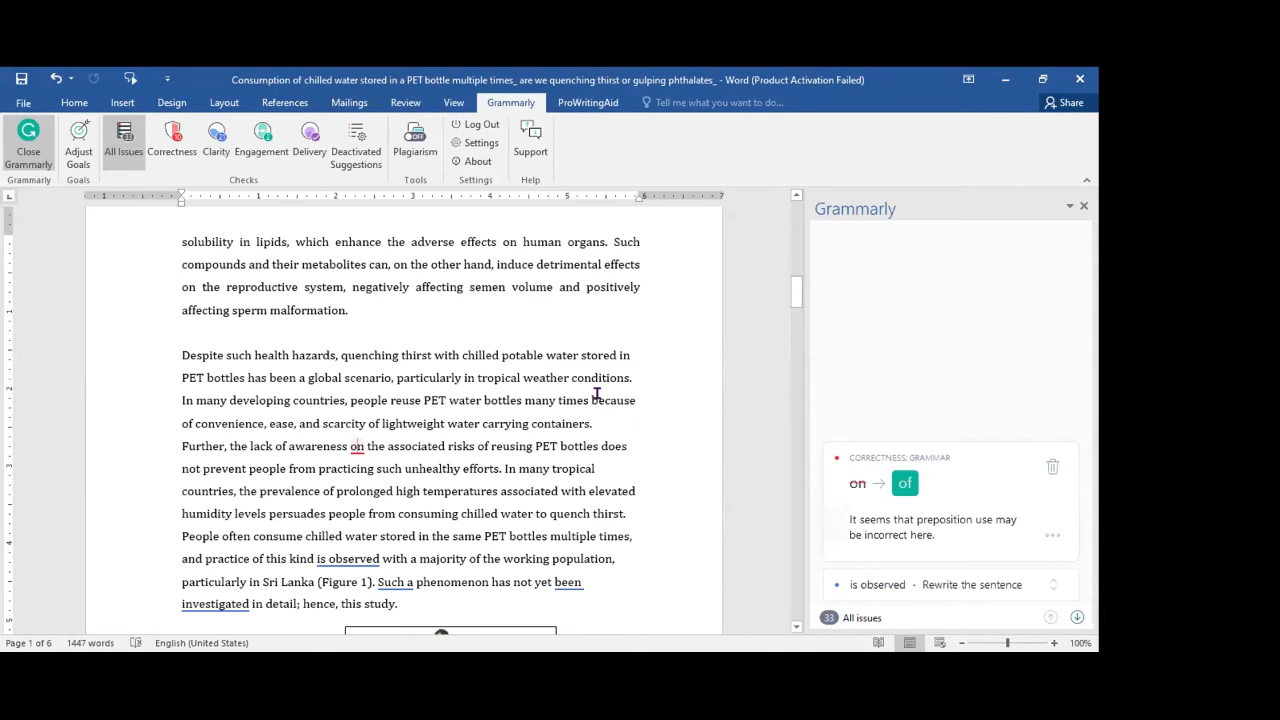 Consumption of chilled water stored in a PET bottle multiple times_ are we quenching thirst or gulping phthalates_ - Word (Product Activation Failed)
File Home Insert Design Layout References Mailings Review View Grammarly ProWritingAid Tell me what you want to do... Share
Close Grammarly
Adjust Goals
33
All Issues
Correctness
Clarity
Engagement
Delivery
Deactivated Suggestions
OFF
Plagiarism
Log Out
Settings
About
Support
Grammarly Goals Checks Tools Settings Help
1 1 2 3 4 5 6 7
Grammarly
solubility in lipids, which enhance the adverse effects on human organs. Such
compounds and their metabolites can, on the other hand, induce detrimental effects
on the reproductive system, negatively affecting semen volume and positively
affecting sperm malformation.
Despite such health hazards, quenching thirst with chilled potable water stored in
PET bottles has been a global scenario, particularly in tropical weather conditions.
In many developing countries, people reuse PET water bottles many times because
of convenience, ease, and scarcity of lightweight water carrying containers.
Further, the lack of awareness on the associated risks of reusing PET bottles does
not prevent people from practicing such unhealthy efforts. In many tropical
countries, the prevalence of prolonged high temperatures associated with elevated
humidity levels persuades people from consuming chilled water to quench thirst.
People often consume chilled water stored in the same PET bottles multiple times,
and practice of this kind is observed with a majority of the working population,
particularly in Sri Lanka (Figure 1). Such a phenomenon has not yet been
investigated in detail; hence, this study.
CORRECTNESS: GRAMMAR
on → of
It seems that preposition use may
be incorrect here.
is observed · Rewrite the sentence
33 All issues
Page 1 of 6 1447 words English (United States) 100%